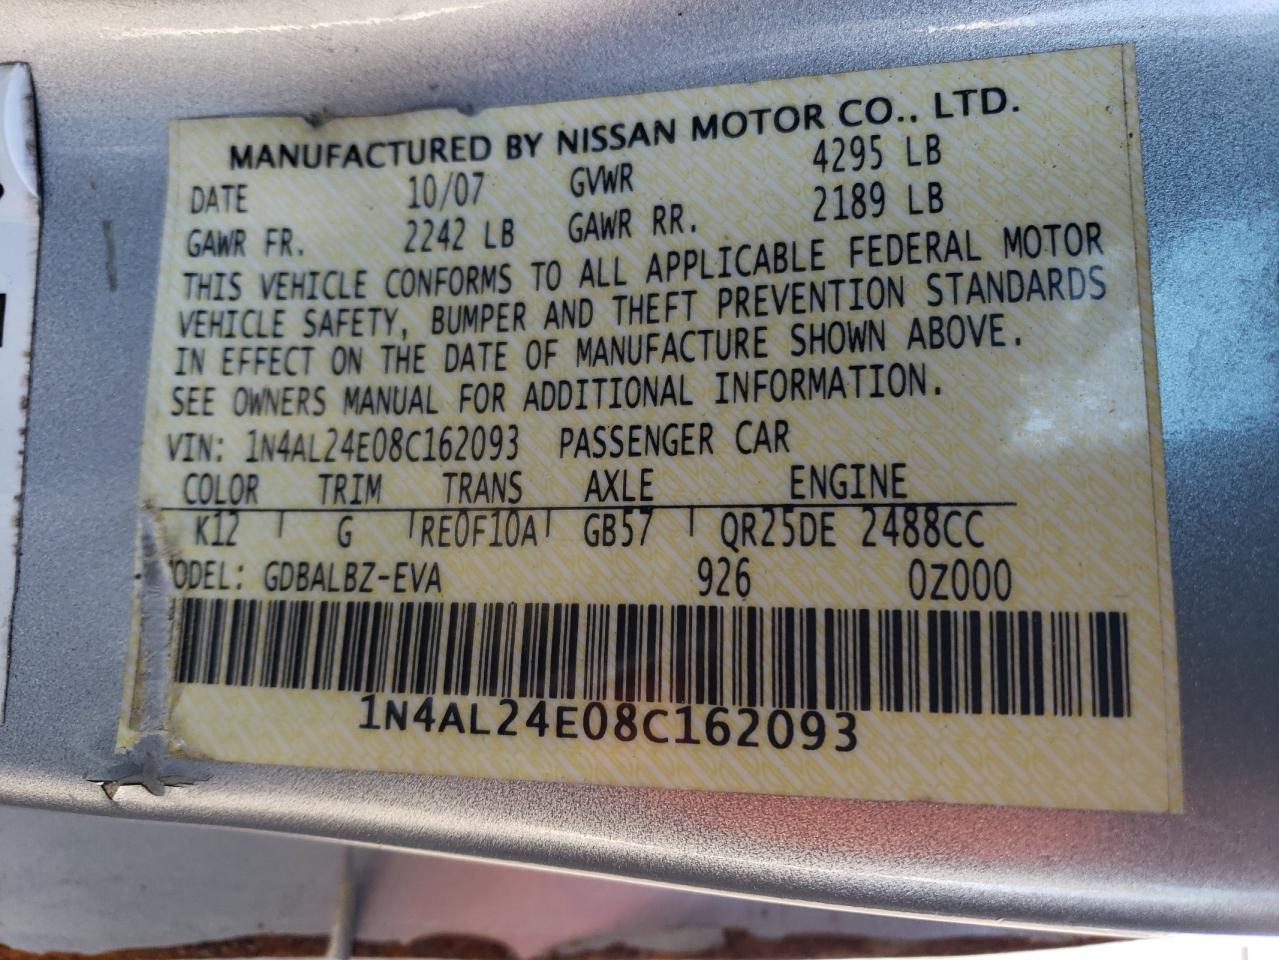 MANUFACTURED BY NISSAN MOTOR CO., LTD.
DATE 10/07 GVWR 4295 LB
GAWR FR. 2242 LB GAWR RR. 2189 LB
THIS VEHICLE CONFORMS TO ALL APPLICABLE FEDERAL MOTOR
VEHICLE SAFETY, BUMPER AND THEFT PREVENTION STANDARDS
IN EFFECT ON THE DATE OF MANUFACTURE SHOWN ABOVE.
SEE OWNERS MANUAL FOR ADDITIONAL INFORMATION.
VIN: 1N4AL24E08C162093 PASSENGER CAR
COLOR TRIM TRANS AXLE ENGINE
K12 G RE0F10A GB57 QR25DE 2488CC
ODEL: GDBALBZ-EVA 926 0Z000
1N4AL24E08C162093